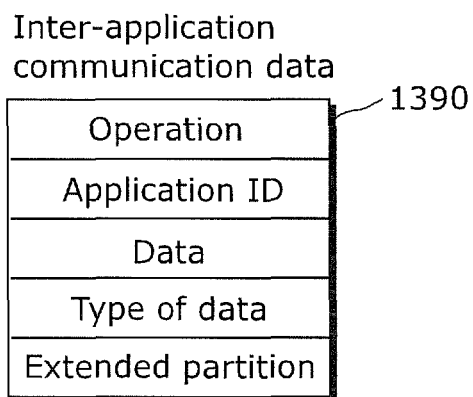 Inter-application
communication data
1390
Operation
Application ID
Data
Type of data
Extended partition